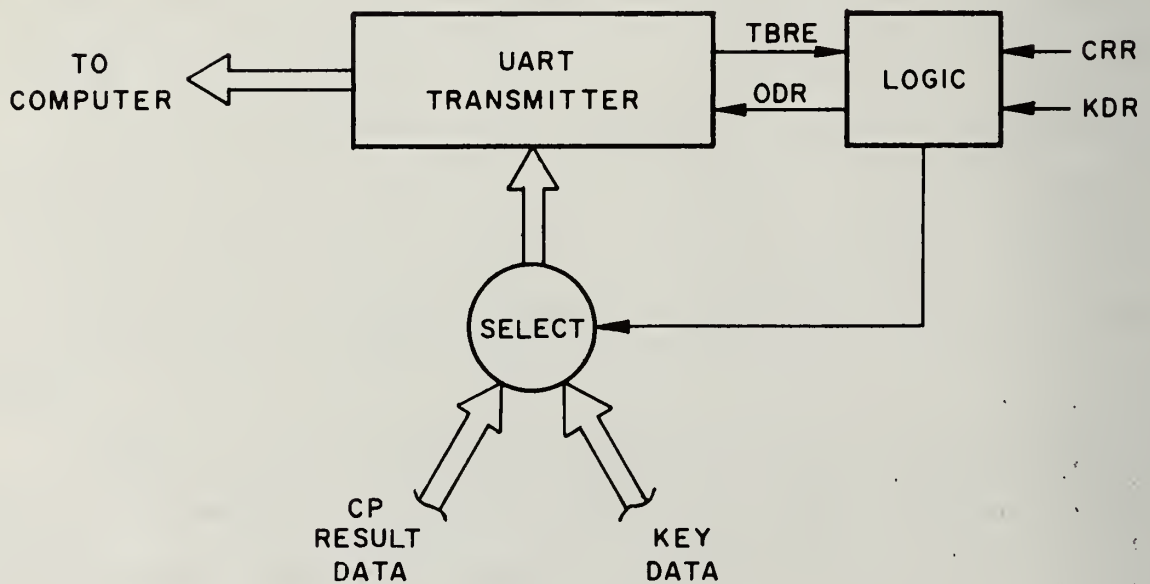 TO
COMPUTER
UART
TRANSMITTER
TBRE
ODR
LOGIC
CRR
KDR
SELECT
CP
RESULT
DATA
KEY
DATA